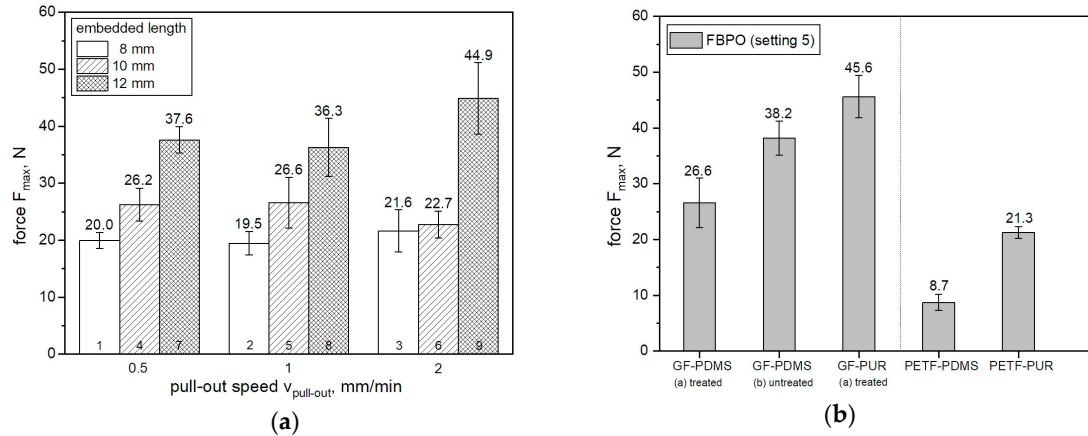 60
50
40
30
20
10
0
force Fmax, N
embedded length
8 mm
10 mm
12 mm
20.0
26.2
37.6
19.5
26.6
36.3
21.6
22.7
44.9
1
4
7
2
5
8
3
6
9
0.5
1
2
pull-out speed vpull-out, mm/min
(a)
60
50
40
30
20
10
0
force Fmax, N
FBPO (setting 5)
26.6
38.2
45.6
8.7
21.3
GF-PDMS
(a) treated
GF-PDMS
(b) untreated
GF-PUR
(a) treated
PETF-PDMS
PETF-PUR
(b)